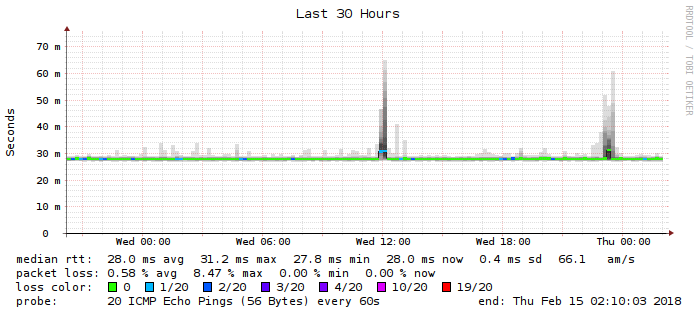 Last 30 Hours
RRDTOOL / TOBI OETIKER
Seconds
70 m
60 m
50 m
40 m
30 m
20 m
10 m
0
Wed 00:00 Wed 06:00 Wed 12:00 Wed 18:00 Thu 00:00
median rtt: 28.0 ms avg 31.2 ms max 27.8 ms min 28.0 ms now 0.4 ms sd 66.1 am/s
packet loss: 0.58 % avg 8.47 % max 0.00 % min 0.00 % now
loss color: 0 1/20 2/20 3/20 4/20 10/20 19/20
probe: 20 ICMP Echo Pings (56 Bytes) every 60s end: Thu Feb 15 02:10:03 2018